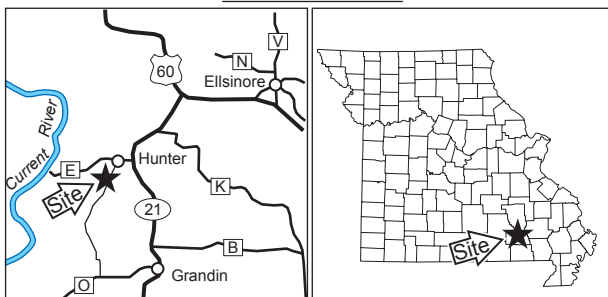 V
N
60
Ellsinore
Current River
E
Hunter
Site
K
21
B
O
Grandin
Site